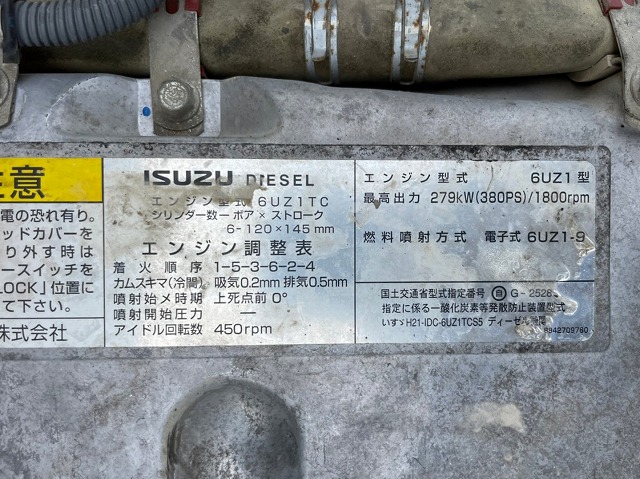 注意
電の恐れ有り。
ッドカバーを
り外す時は
ースイッチを
LOCK」位置に
て下さい。
株式会社
ISUZU DIESEL
エンジン型式 6UZ1TC
シリンダー数－ボア×ストローク
6-120×145mm
エンジン調整表
着火順序 1-5-3-6-2-4
カムスキマ(冷間) 吸気0.2mm 排気0.5mm
噴射始メ時期 上死点前0°
噴射開始圧力 ―
アイドル回転数 450rpm
エンジン型式 6UZ1型
最高出力 279kW(380PS)/1800rpm
燃料噴射方式 電子式 6UZ1-9
国土交通省型式指定番号 自 G-2528
指定に係る一酸化炭素等発散防止装置型式
いすゞH21-IDC-6UZ1TCS5 ディーゼル機関
8942709760